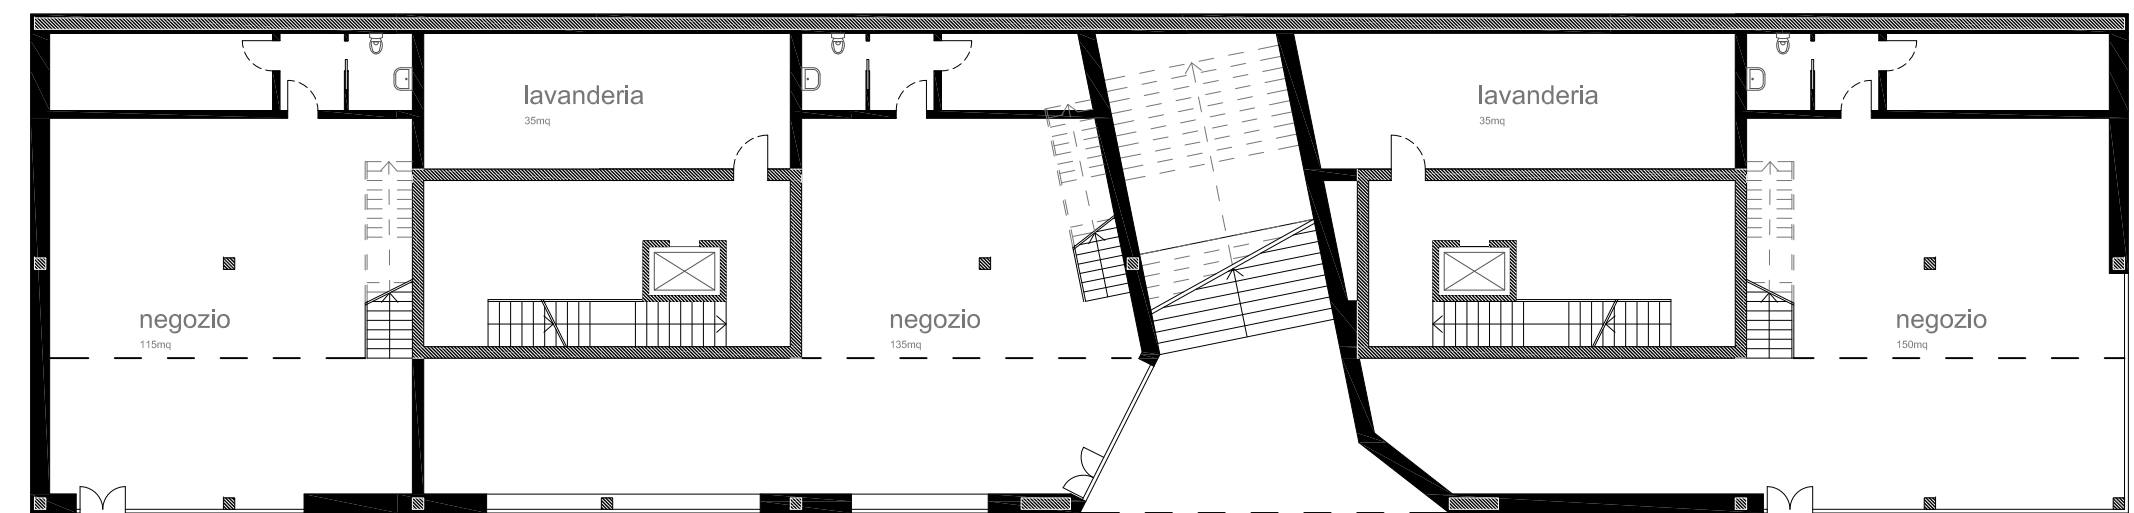 lavanderia
35mq
lavanderia
35mq
negozio
115mq
negozio
135mq
negozio
150mq